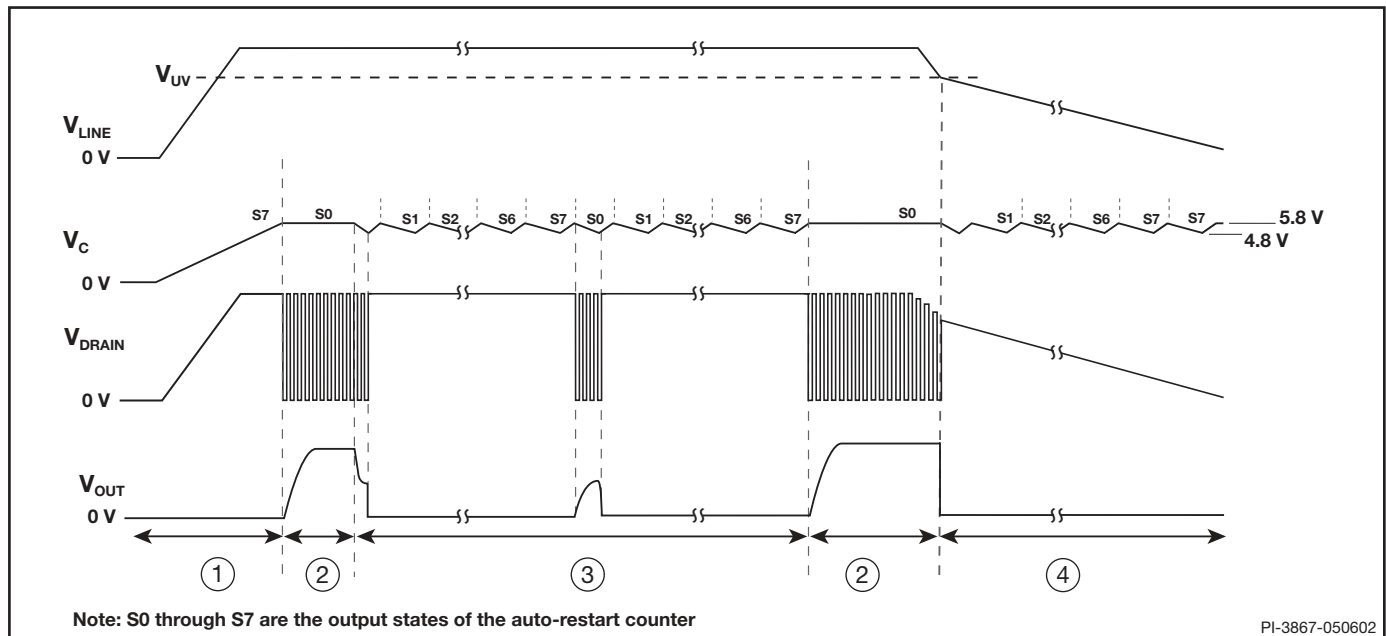 VUV
VLINE
0 V
S7 S0 S1 S2 S6 S7 S0 S1 S2 S6 S7 S0 S1 S2 S6 S7 S7
5.8 V
4.8 V
VC
0 V
VDRAIN
0 V
VOUT
0 V
1 2 3 2 4
Note: S0 through S7 are the output states of the auto-restart counter
PI-3867-050602